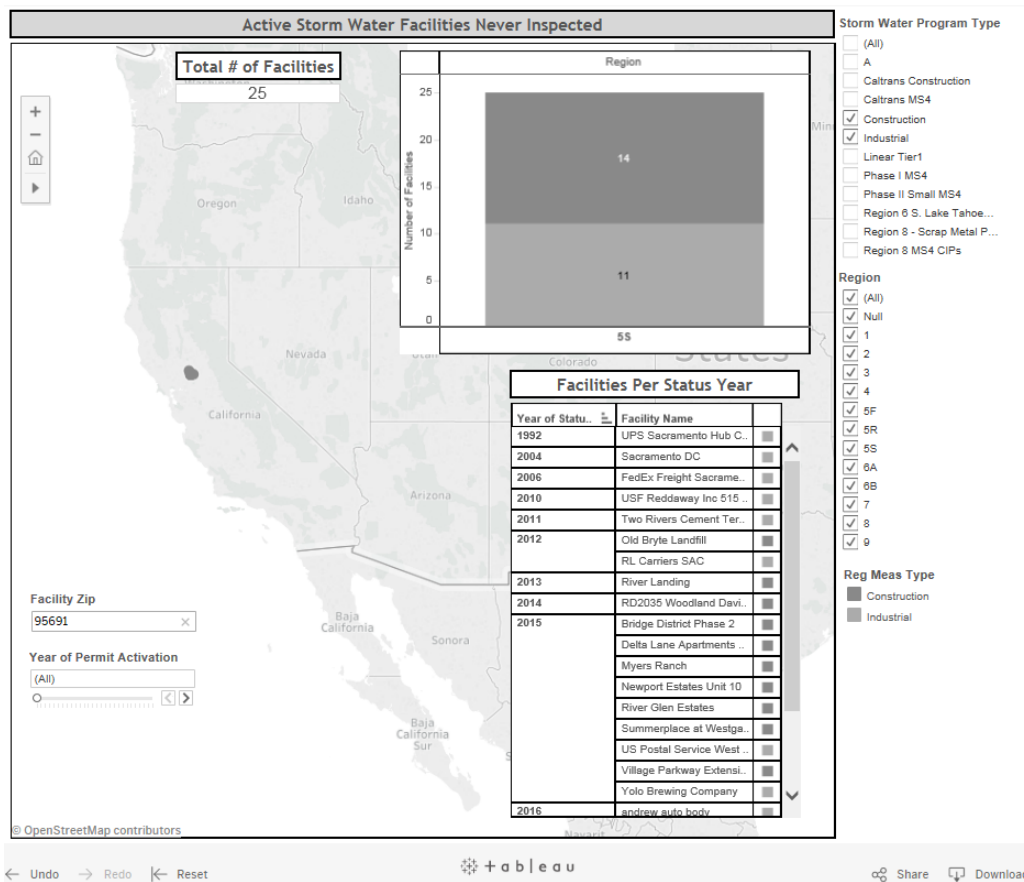 Active Storm Water Facilities Never Inspected
Total # of Facilities
25
Region
Number of Facilities
25
20
15
10
5
0
14
11
5S
Oregon
Idaho
Nevada
Colorado
States
California
Arizona
Baja
California
Sonora
Baja
California
Sur
Facilities Per Status Year
Year of Statu..
Facility Name
1992 UPS Sacramento Hub C..
2004 Sacramento DC
2006 FedEx Freight Sacrame..
2010 USF Reddaway Inc 515 ..
2011 Two Rivers Cement Ter..
2012 Old Bryte Landfill
RL Carriers SAC
2013 River Landing
2014 RD2035 Woodland Davi..
2015 Bridge District Phase 2
Delta Lane Apartments ..
Myers Ranch
Newport Estates Unit 10
River Glen Estates
Summerplace at Westga..
US Postal Service West ..
Village Parkway Extensi..
Yolo Brewing Company
2016 andrew auto body
Facility Zip
95691
Year of Permit Activation
(All)
© OpenStreetMap contributors
Storm Water Program Type
(All)
A
Caltrans Construction
Caltrans MS4
Construction
Industrial
Linear Tier1
Phase I MS4
Phase II Small MS4
Region 6 S. Lake Tahoe...
Region 8 - Scrap Metal P...
Region 8 MS4 CIPs
Region
(All)
Null
1
2
3
4
5F
5R
5S
6A
6B
7
8
9
Reg Meas Type
Construction
Industrial
Undo
Redo
Reset
+ableau
Share
Download